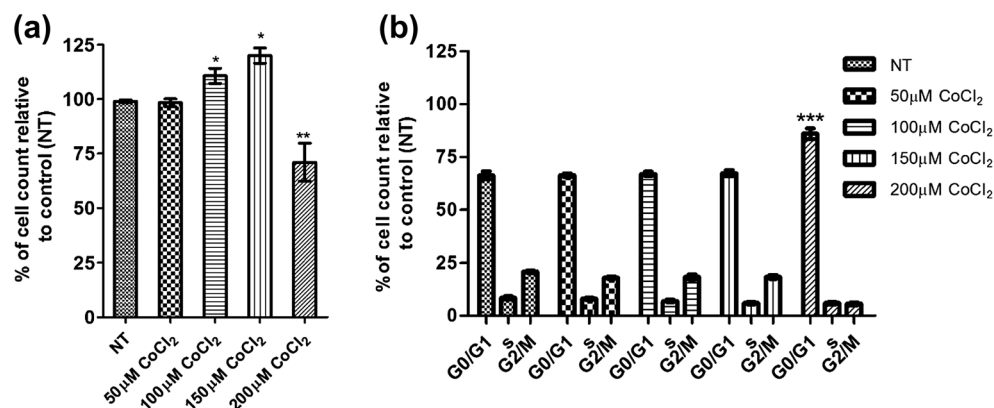 (a)
% of cell count relative
to control (NT)
125
100
75
50
25
0
*
*
**
NT
50μM CoCl₂
100μM CoCl₂
150μM CoCl₂
200μM CoCl₂
(b)
% of cell count relative
to control (NT)
125
100
75
50
25
0
***
G0/G1
S
G2/M
G0/G1
S
G2/M
G0/G1
S
G2/M
G0/G1
S
G2/M
G0/G1
S
G2/M
NT
50μM CoCl₂
100μM CoCl₂
150μM CoCl₂
200μM CoCl₂